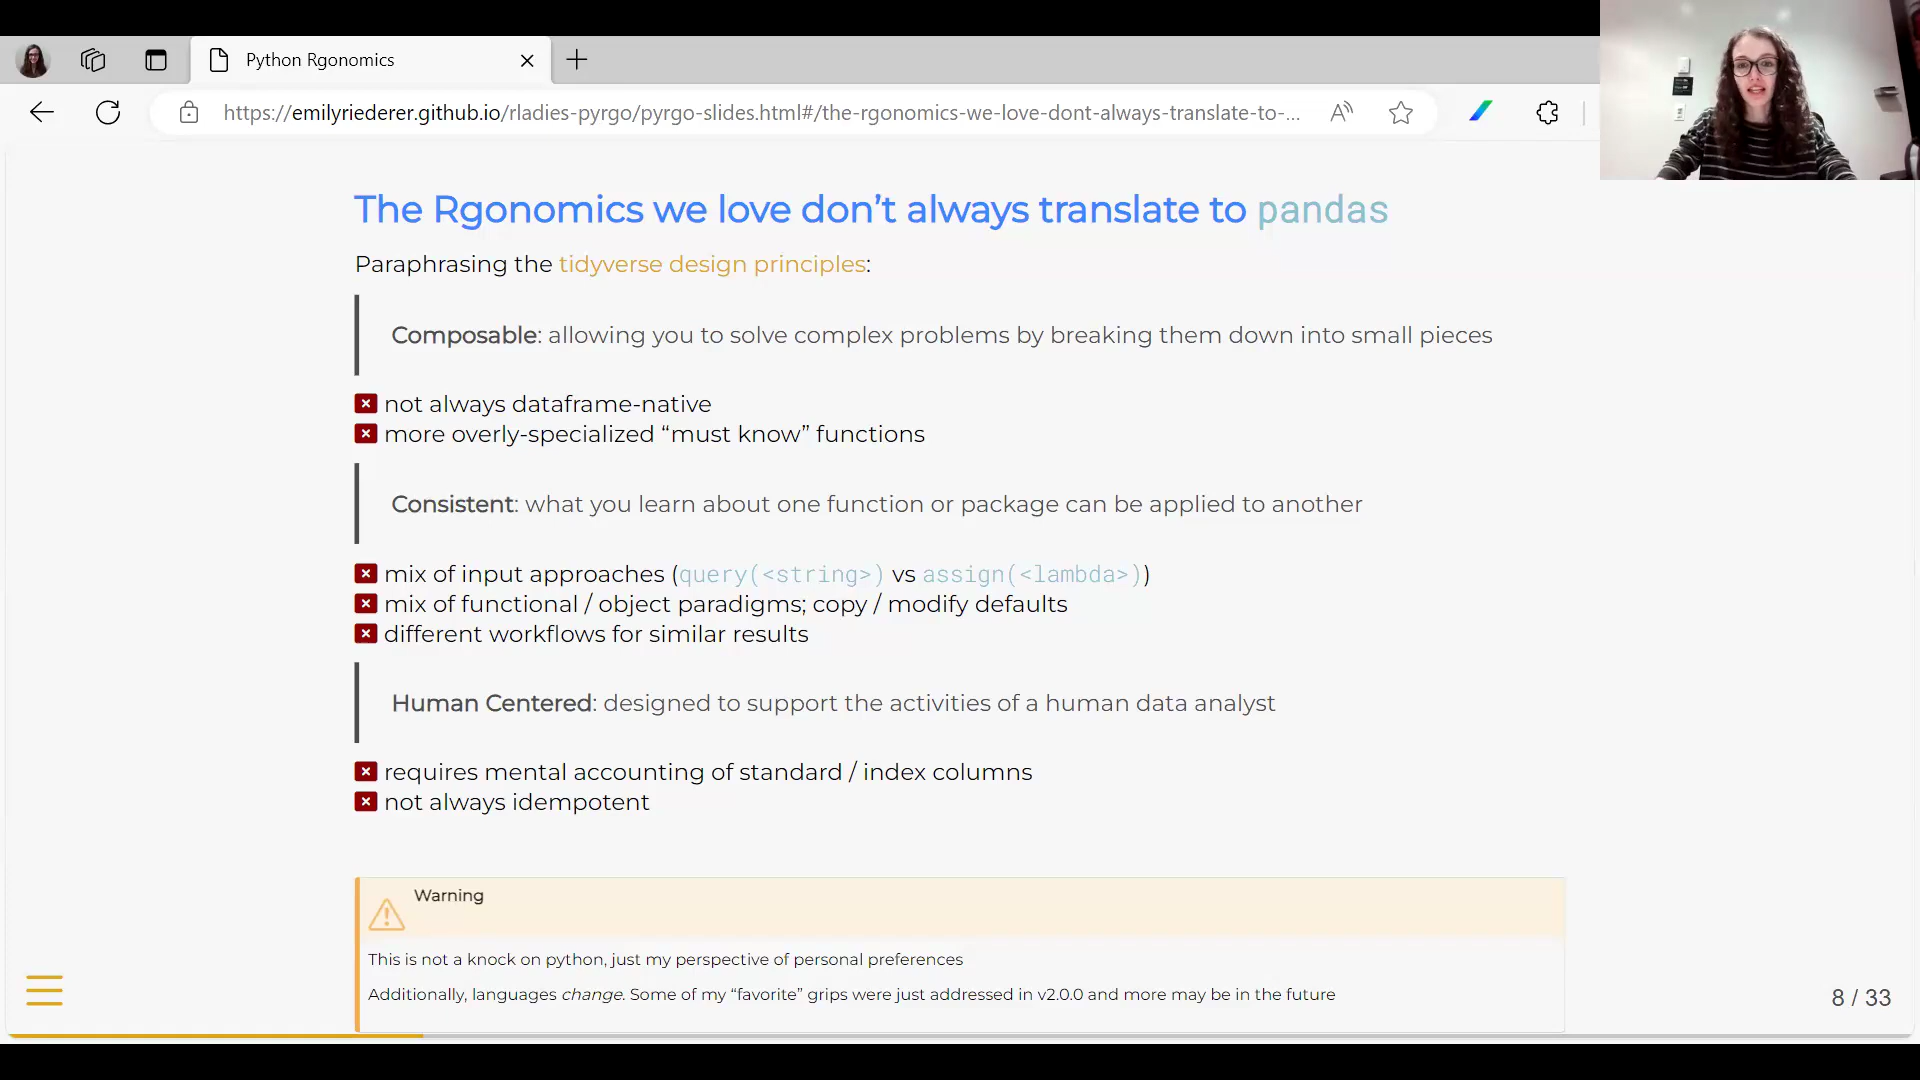 Python Rgonomics
https://emilyriederer.github.io/rladies-pyrgo/pyrgo-slides.html#/the-rgonomics-we-love-dont-always-translate-to-...
The Rgonomics we love don't always translate to pandas
Paraphrasing the tidyverse design principles:
Composable: allowing you to solve complex problems by breaking them down into small pieces
not always dataframe-native
more overly-specialized “must know” functions
Consistent: what you learn about one function or package can be applied to another
mix of input approaches (query(<string>) vs assign(<lambda>))
mix of functional / object paradigms; copy / modify defaults
different workflows for similar results
Human Centered: designed to support the activities of a human data analyst
requires mental accounting of standard / index columns
not always idempotent
Warning
This is not a knock on python, just my perspective of personal preferences
Additionally, languages change. Some of my “favorite” grips were just addressed in v2.0.0 and more may be in the future
8 / 33